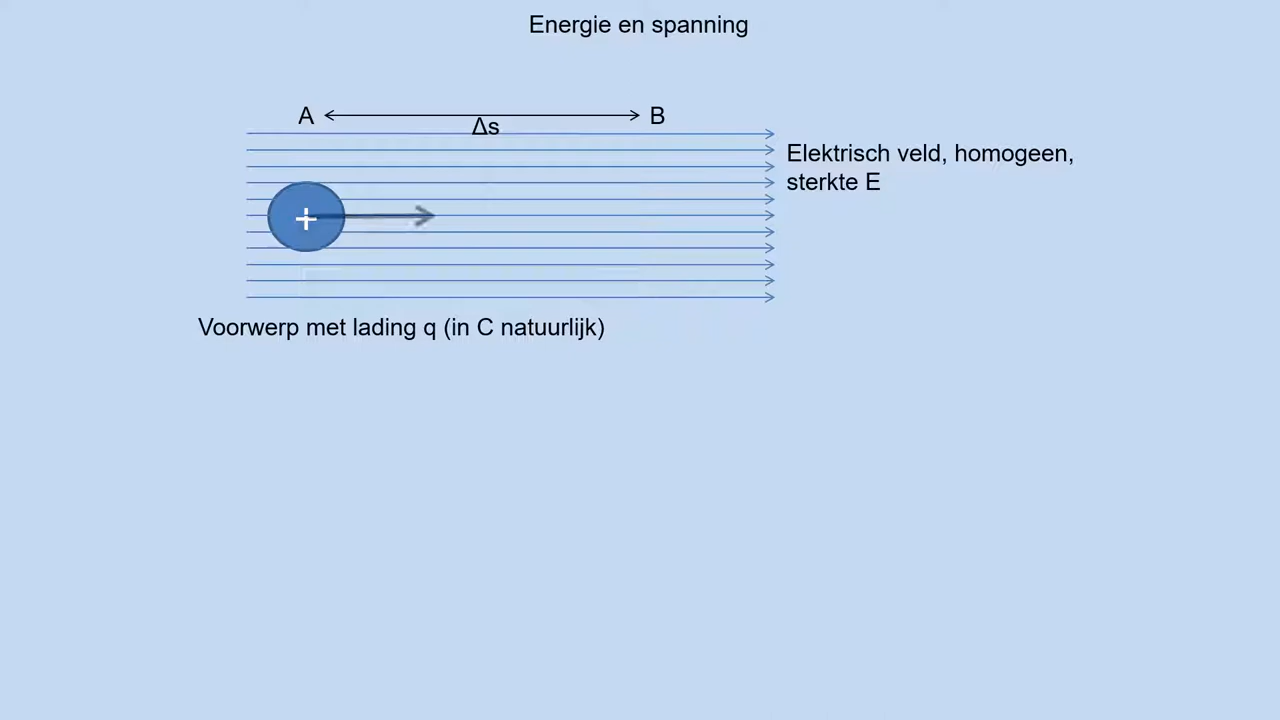 Energie en spanning
A
B
Δs
Elektrisch veld, homogeen,
sterkte E
+
Voorwerp met lading q (in C natuurlijk)